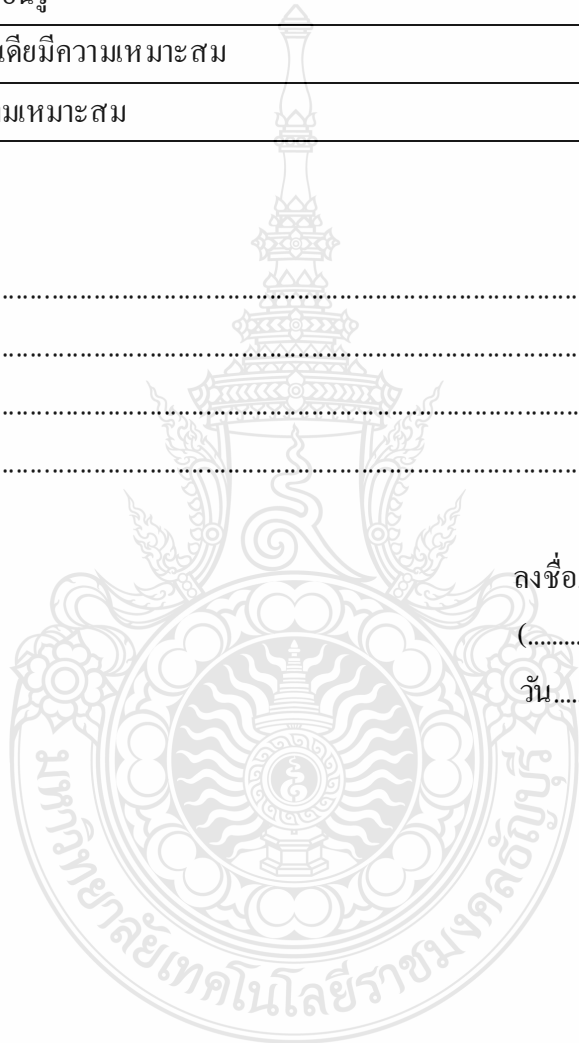 นเดียมีความเหมาะสม
มเหมาะสม
................................................................................
................................................................................
................................................................................
................................................................................
ลงชื่อ
(.........
วัน.....
มหาวิทยาลัยเทคโนโลยีราชมงคลธัญบุรี